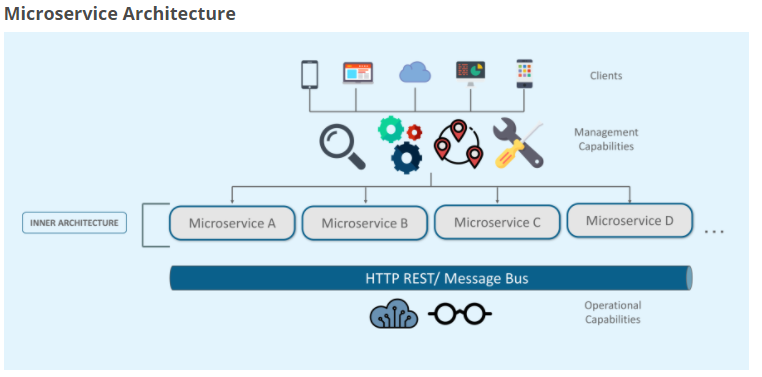 Microservice Architecture
Clients
Management
Capabilities
INNER ARCHITECTURE
Microservice A
Microservice B
Microservice C
Microservice D
...
HTTP REST/ Message Bus
Operational
Capabilities